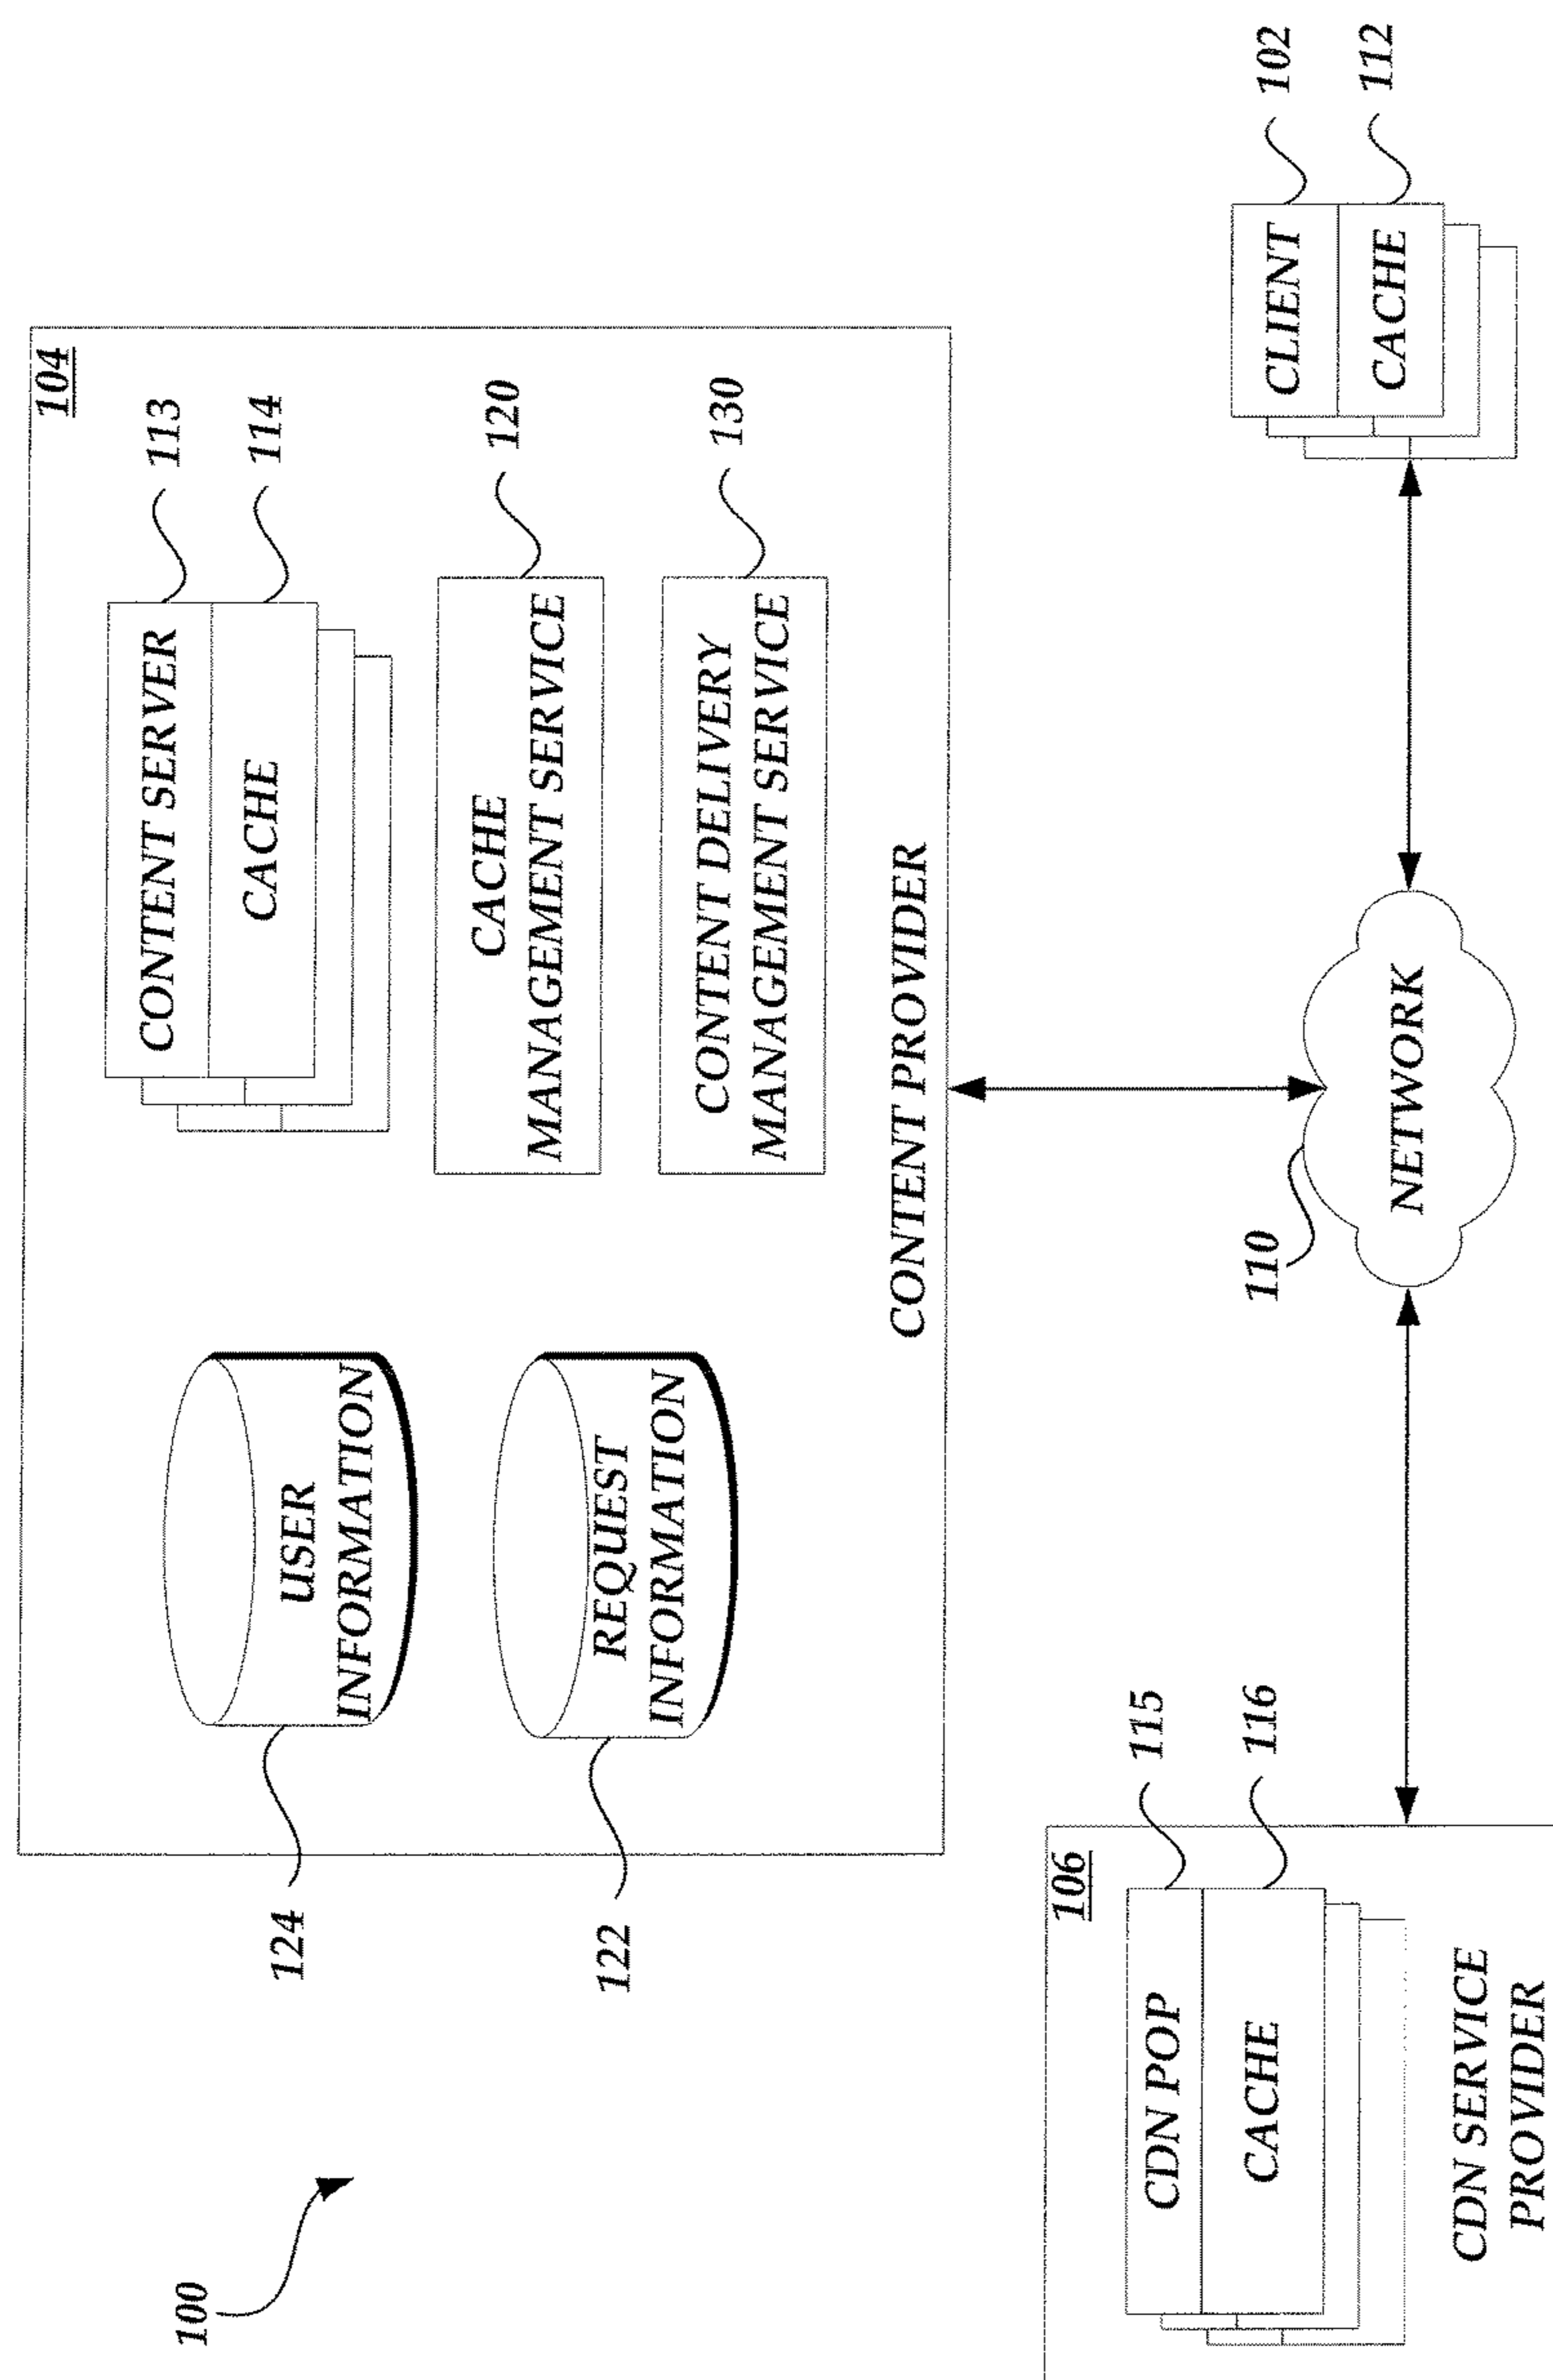 100
104
124
USER
INFORMATION
122
REQUEST
INFORMATION
CONTENT SERVER
113
CACHE
114
CACHE
MANAGEMENT SERVICE
120
CONTENT DELIVERY
MANAGEMENT SERVICE
130
CONTENT PROVIDER
106
CDN POP
115
CACHE
116
CDN SERVICE
PROVIDER
110
NETWORK
CLIENT
102
CACHE
112